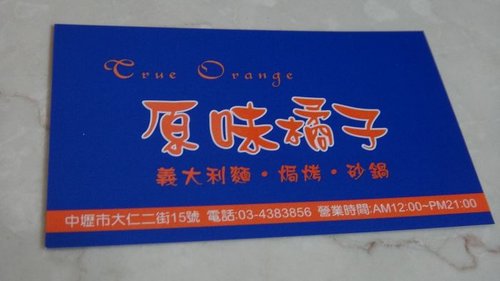 True Orange
原味橘子
義大利麵・焗烤・砂鍋
中壢市大仁二街15號 電話:03-4383856 營業時間:AM12:00~PM21:00